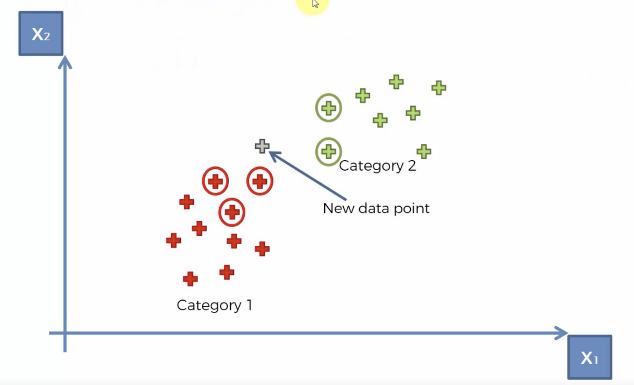 X2
Category 2
New data point
Category 1
X1